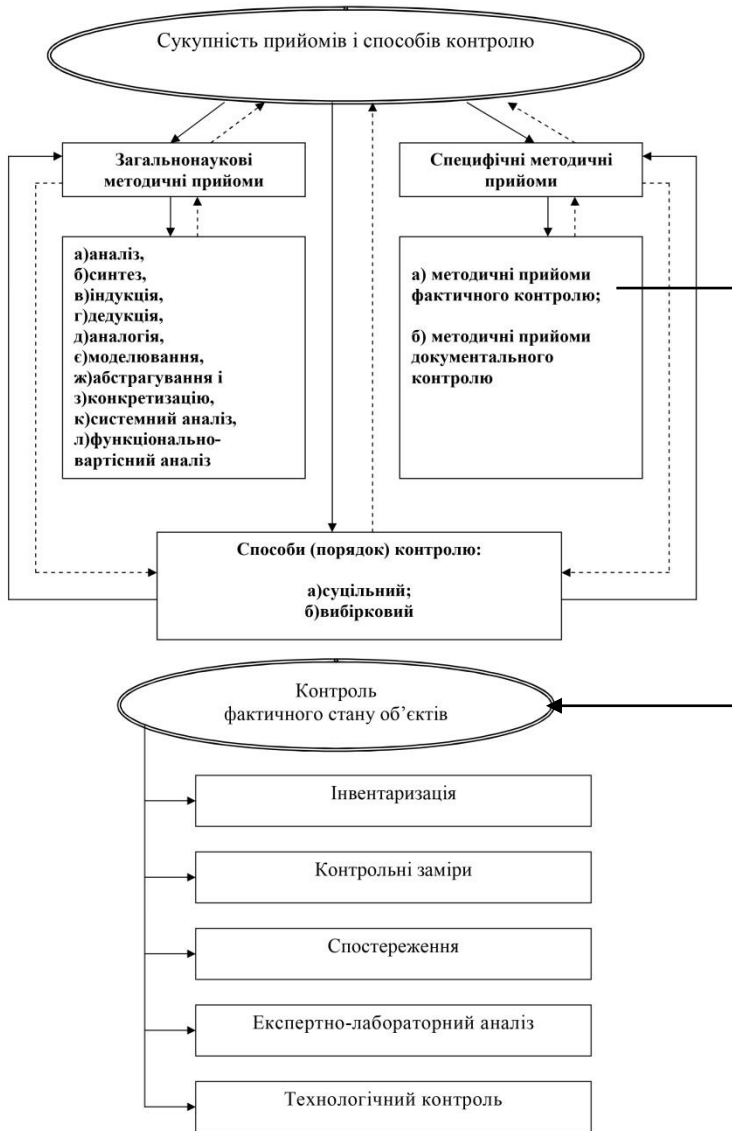 Сукупність прийомів і способів контролю
Загальнонаукові
методичні прийоми
Специфічні методичні
прийоми
а)аналіз,
б)синтез,
в)індукція,
г)дедукція,
д)аналогія,
є)моделювання,
ж)абстрагування і
з)конкретизацію,
к)системний аналіз,
л)функціонально-
вартісний аналіз
а) методичні прийоми
фактичного контролю;
б) методичні прийоми
документального
контролю
Способи (порядок) контролю:
а)суцільний;
б)вибірковий
Контроль
фактичного стану об’єктів
Інвентаризація
Контрольні заміри
Спостереження
Експертно-лабораторний аналіз
Технологічний контроль